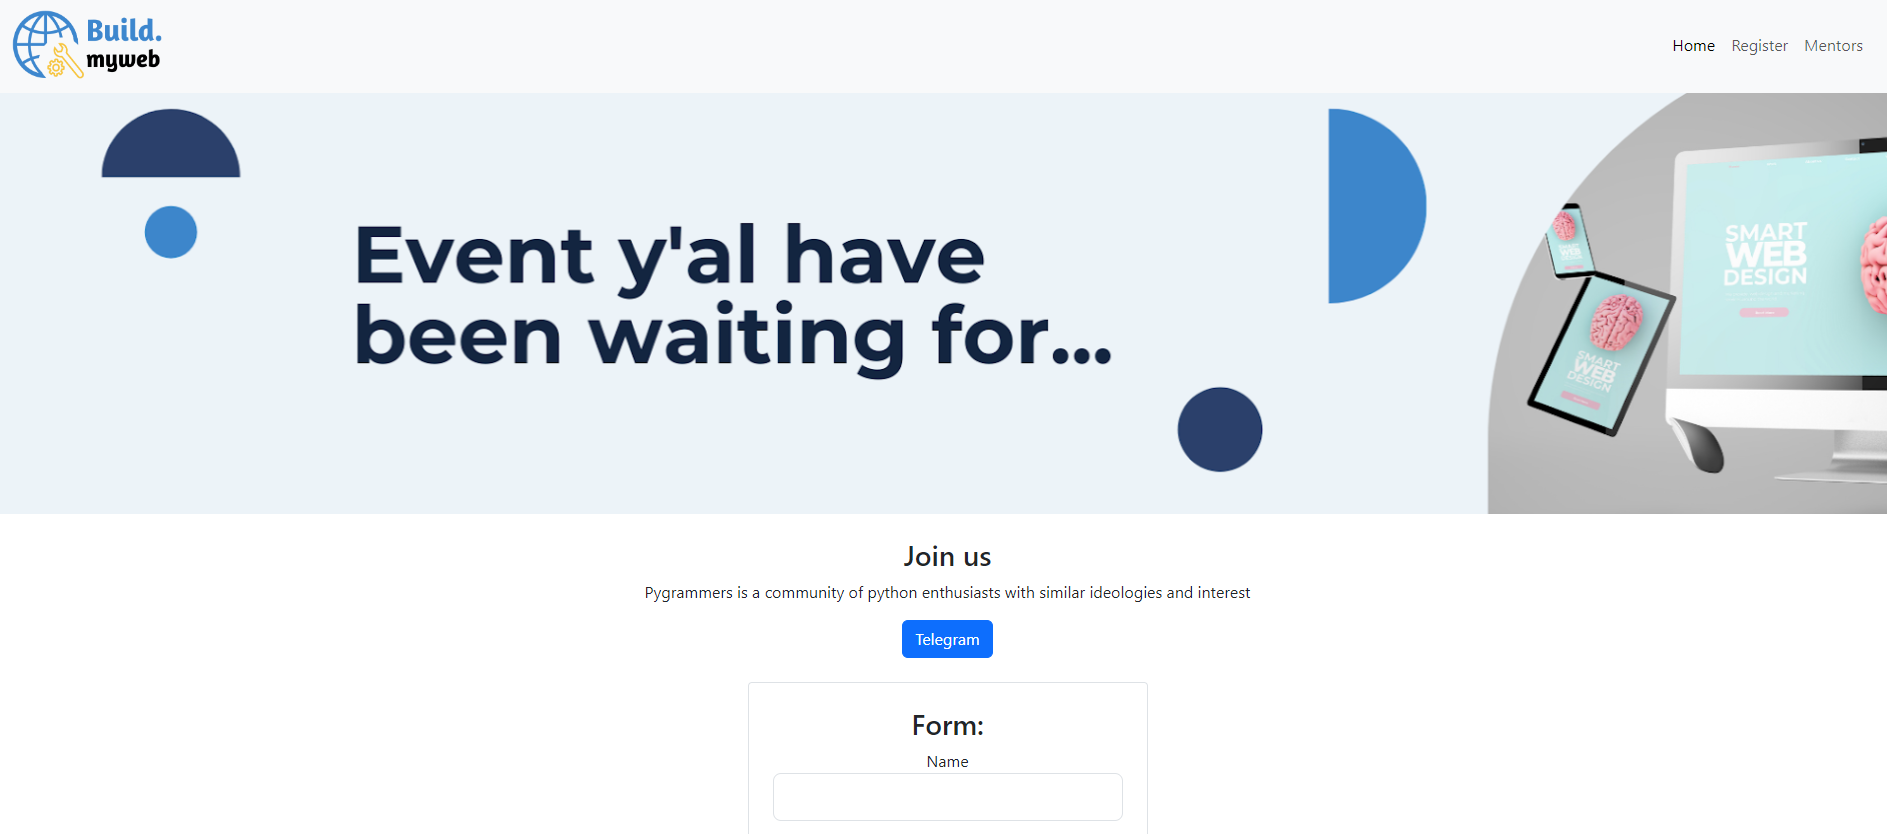 Build.
myweb
Home Register Mentors
Event y'al have
been waiting for...
SMART
WEB
DESIGN
SMART
WEB
DESIGN
Join us
Pygrammers is a community of python enthusiasts with similar ideologies and interest
Telegram
Form:
Name